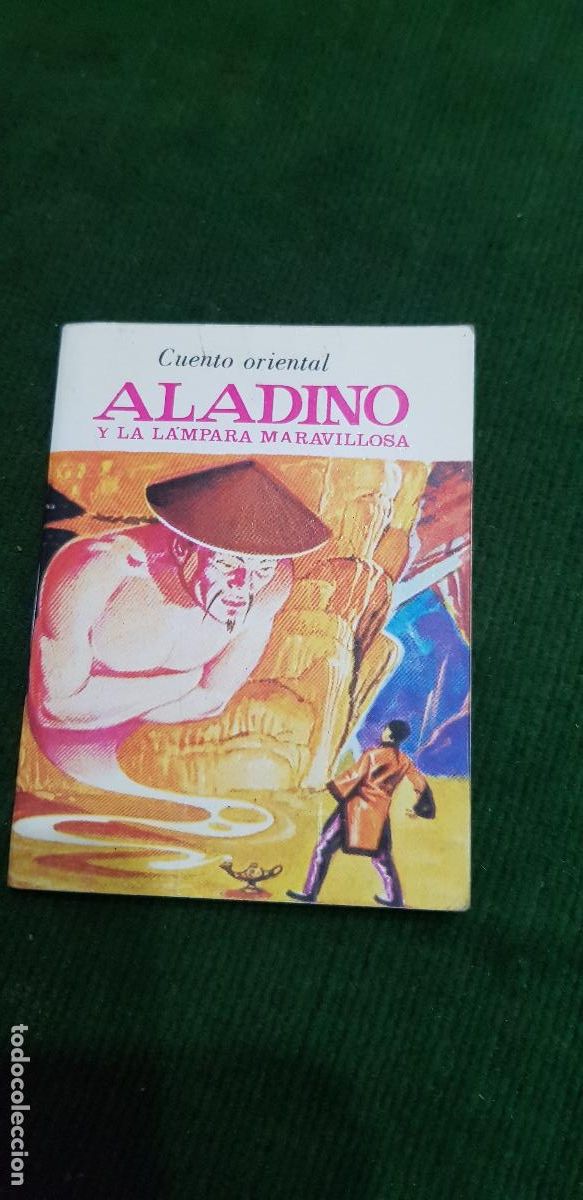 Cuento oriental
ALADINO
Y LA LÁMPARA MARAVILLOSA
todocoleccion